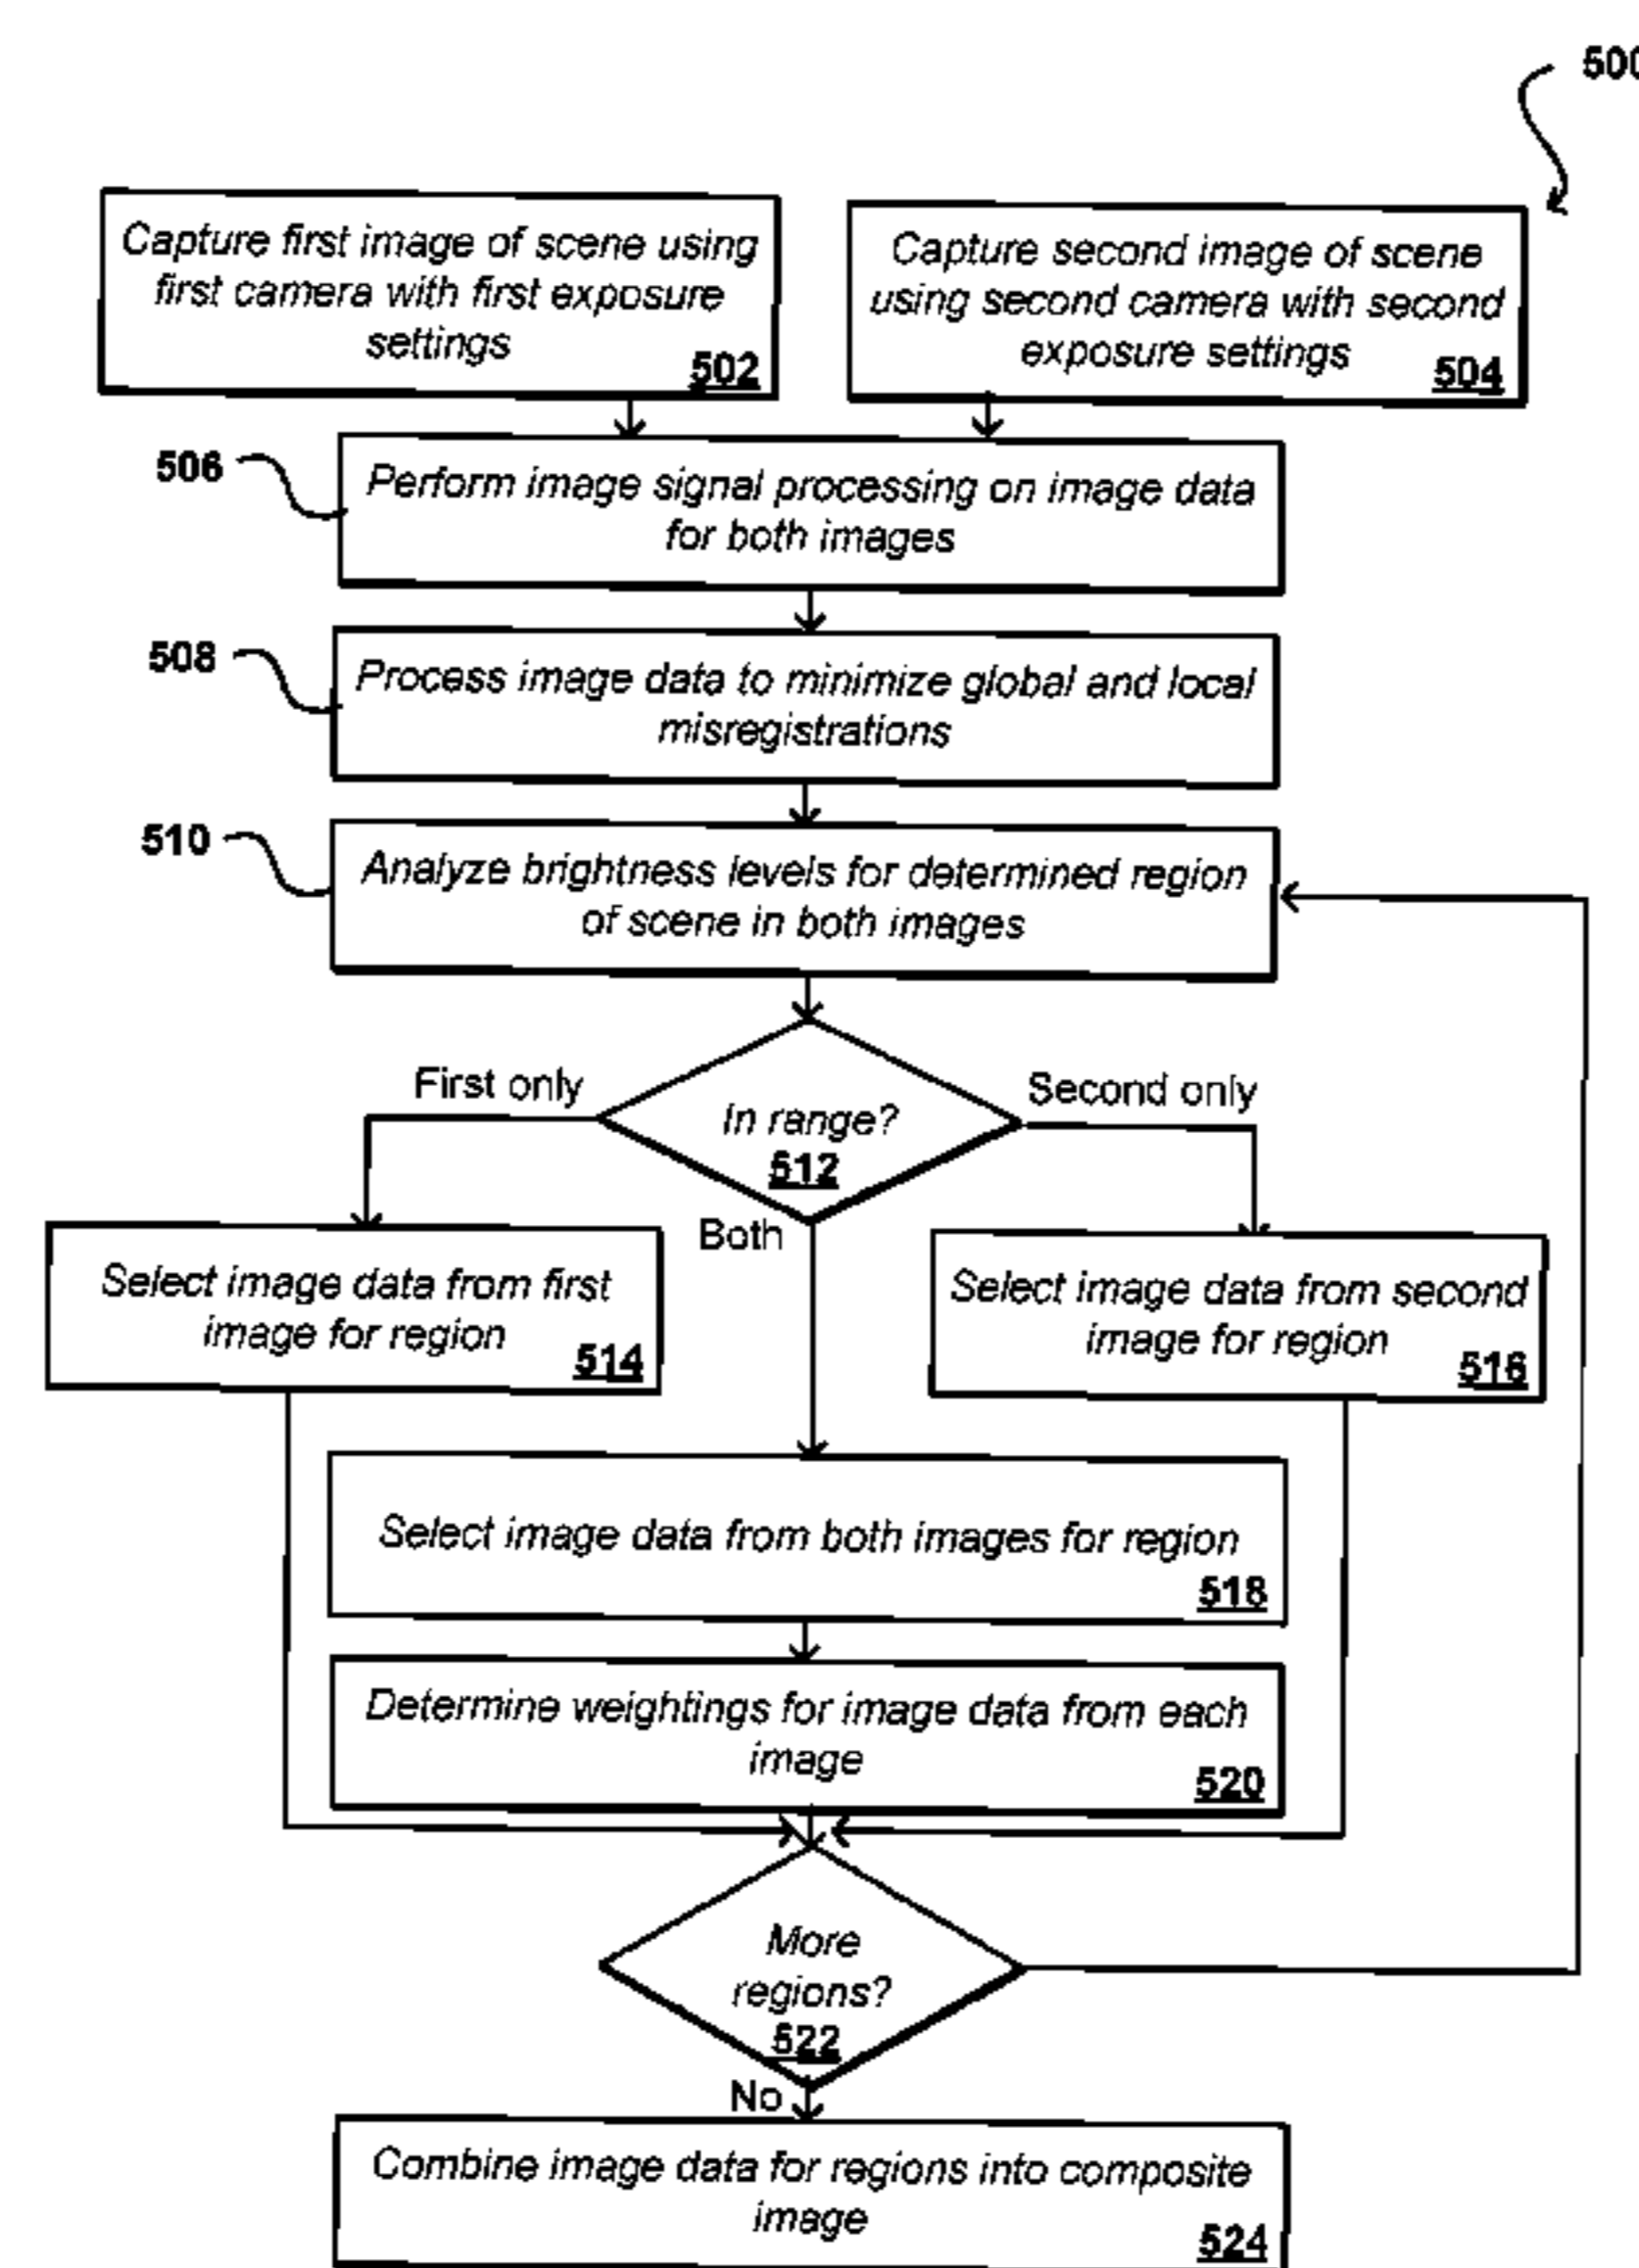 500
Capture first image of scene using
first camera with first exposure
settings
502
Capture second image of scene
using second camera with second
exposure settings
504
506
Perform image signal processing on image data
for both images
508
Process image data to minimize global and local
misregistrations
510
Analyze brightness levels for determined region
of scene in both images
First only
In range?
512
Second only
Both
Select image data from first
image for region
514
Select image data from second
image for region
516
Select image data from both images for region
518
Determine weightings for image data from each
image
520
More
regions?
522
No
Combine image data for regions into composite
image
524